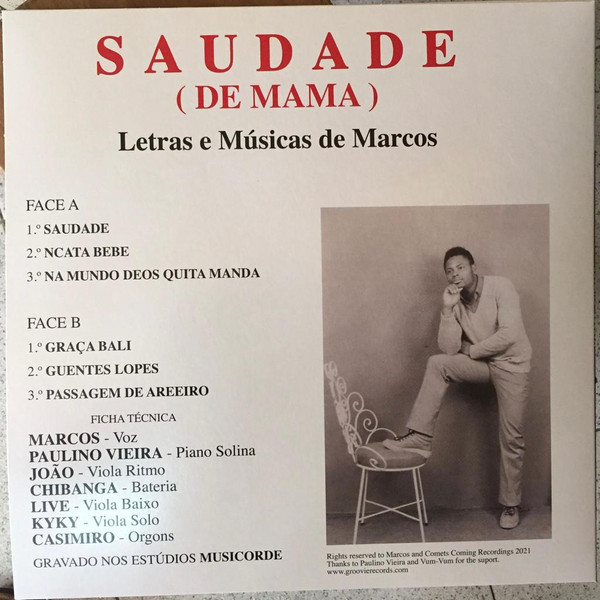 SAUDADE
( DE MAMA )
Letras e Músicas de Marcos
FACE A
1.º SAUDADE
2.º NCATA BEBE
3.º NA MUNDO DEOS QUITA MANDA
FACE B
1.º GRAÇA BALI
2.º GUENTES LOPES
3.º PASSAGEM DE AREEIRO
FICHA TÉCNICA
MARCOS - Voz
PAULINO VIEIRA - Piano Solina
JOÃO - Viola Ritmo
CHIBANGA - Bateria
LIVE - Viola Baixo
KYKY - Viola Solo
CASIMIRO - Orgons
GRAVADO NOS ESTÚDIOS MUSICORDE
Rights reserved to Marcos and Comets Coming Recordings 2021
Thanks to Paulino Vieira and Vum-Vum for the suport.
www.groovierecords.com